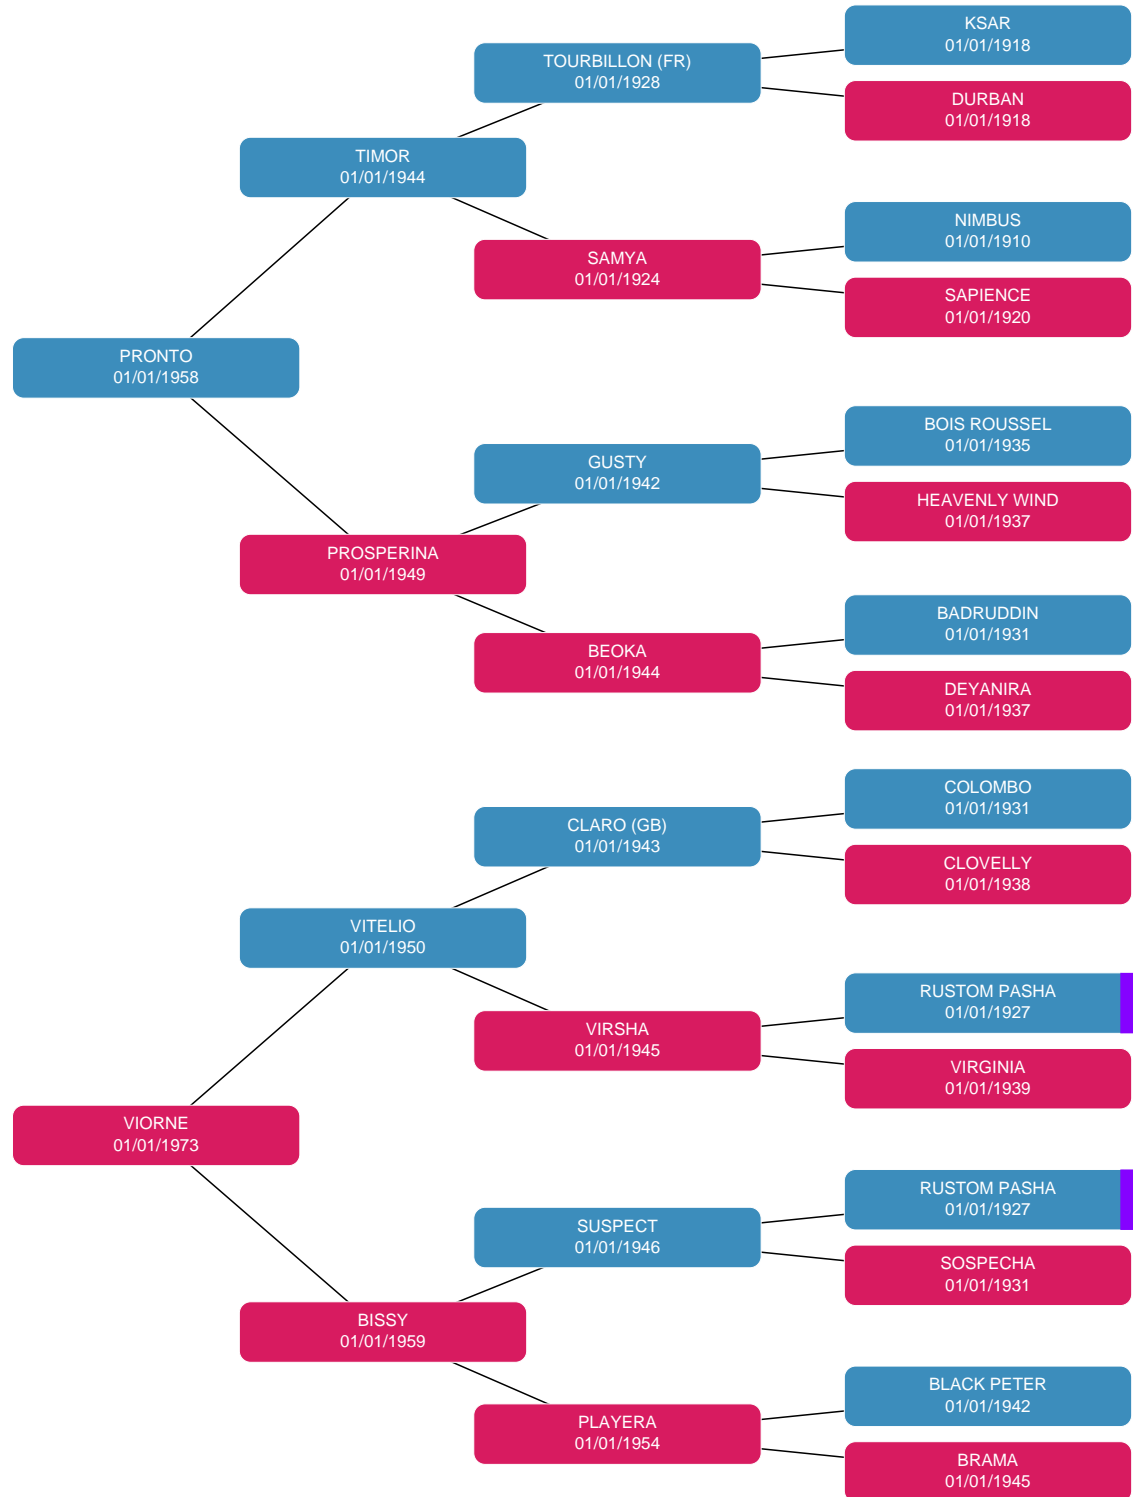 KSAR
01/01/1918
TOURBILLON (FR)
01/01/1928
DURBAN
01/01/1918
TIMOR
01/01/1944
NIMBUS
01/01/1910
SAMYA
01/01/1924
SAPIENCE
01/01/1920
PRONTO
01/01/1958
BOIS ROUSSEL
01/01/1935
GUSTY
01/01/1942
HEAVENLY WIND
01/01/1937
PROSPERINA
01/01/1949
BADRUDDIN
01/01/1931
BEOKA
01/01/1944
DEYANIRA
01/01/1937
COLOMBO
01/01/1931
CLARO (GB)
01/01/1943
CLOVELLY
01/01/1938
VITELIO
01/01/1950
RUSTOM PASHA
01/01/1927
VIRSHA
01/01/1945
VIRGINIA
01/01/1939
VIORNE
01/01/1973
RUSTOM PASHA
01/01/1927
SUSPECT
01/01/1946
SOSPECHA
01/01/1931
BISSY
01/01/1959
BLACK PETER
01/01/1942
PLAYERA
01/01/1954
BRAMA
01/01/1945